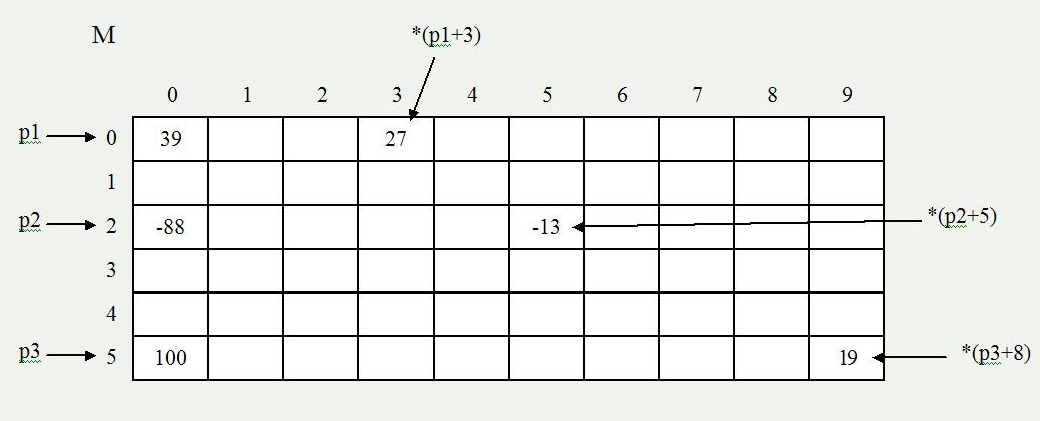 M
*(p1+3)
0 1 2 3 4 5 6 7 8 9
p1 0 39 27
1
p2 2 -88 -13 *(p2+5)
3
4
p3 5 100 19 *(p3+8)